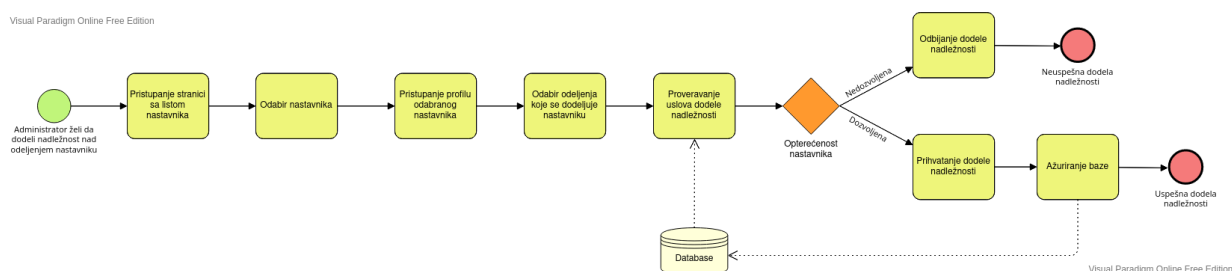 Visual Paradigm Online Free Edition
Administrator želi da
dodeli nadležnost nad
odeljenjem nastavniku
Pristupanje stranici
sa listom
nastavnika
Odabir nastavnika
Pristupanje profilu
odabranog
nastavnika
Odabir odeljenja
koje se dodeljuje
nastavniku
Proveravanje
uslova dodele
nadležnosti
Opterećenost
nastavnika
Nedozvoljena
Odbijanje dodele
nadležnosti
Neuspešna dodela
nadležnosti
Dozvoljena
Prihvatanje dodele
nadležnosti
Ažuriranje baze
Uspešna dodela
nadležnosti
Database
Visual Paradigm Online Free Edition